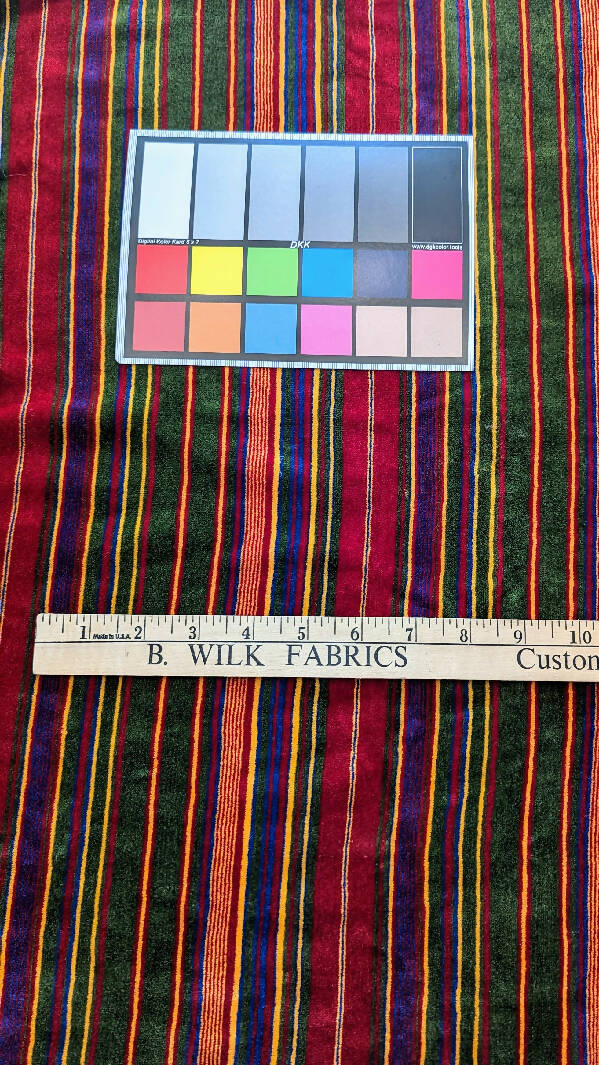 Digital Kolor Kard 5 x 7 DKK www.dgkcolor.tools
1 Made in U.S.A. 2 3 4 5 6 7 8 9 10
B. WILK FABRICS Custom